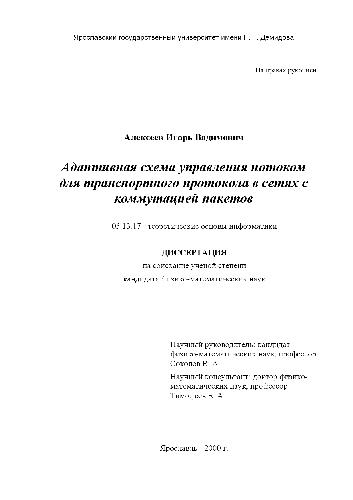 Ярославский государственный университет имени П. Г. Демидова
На правах рукописи
Алексеев Игорь Вадимович
Адаптивная схема управления потоком
для транспортного протокола в сетях с
коммутацией пакетов
05.13.17 - теоретические основы информатики
ДИССЕРТАЦИЯ
на соискание ученой степени
кандидата физико-математических наук
Научный руководитель: кандидат
физико-математических наук, профессор
Соколов В. А.
Научный консультант: доктор физико-
математических наук, профессор
Тимофеев Е. А.
Ярославль - 2000 г.